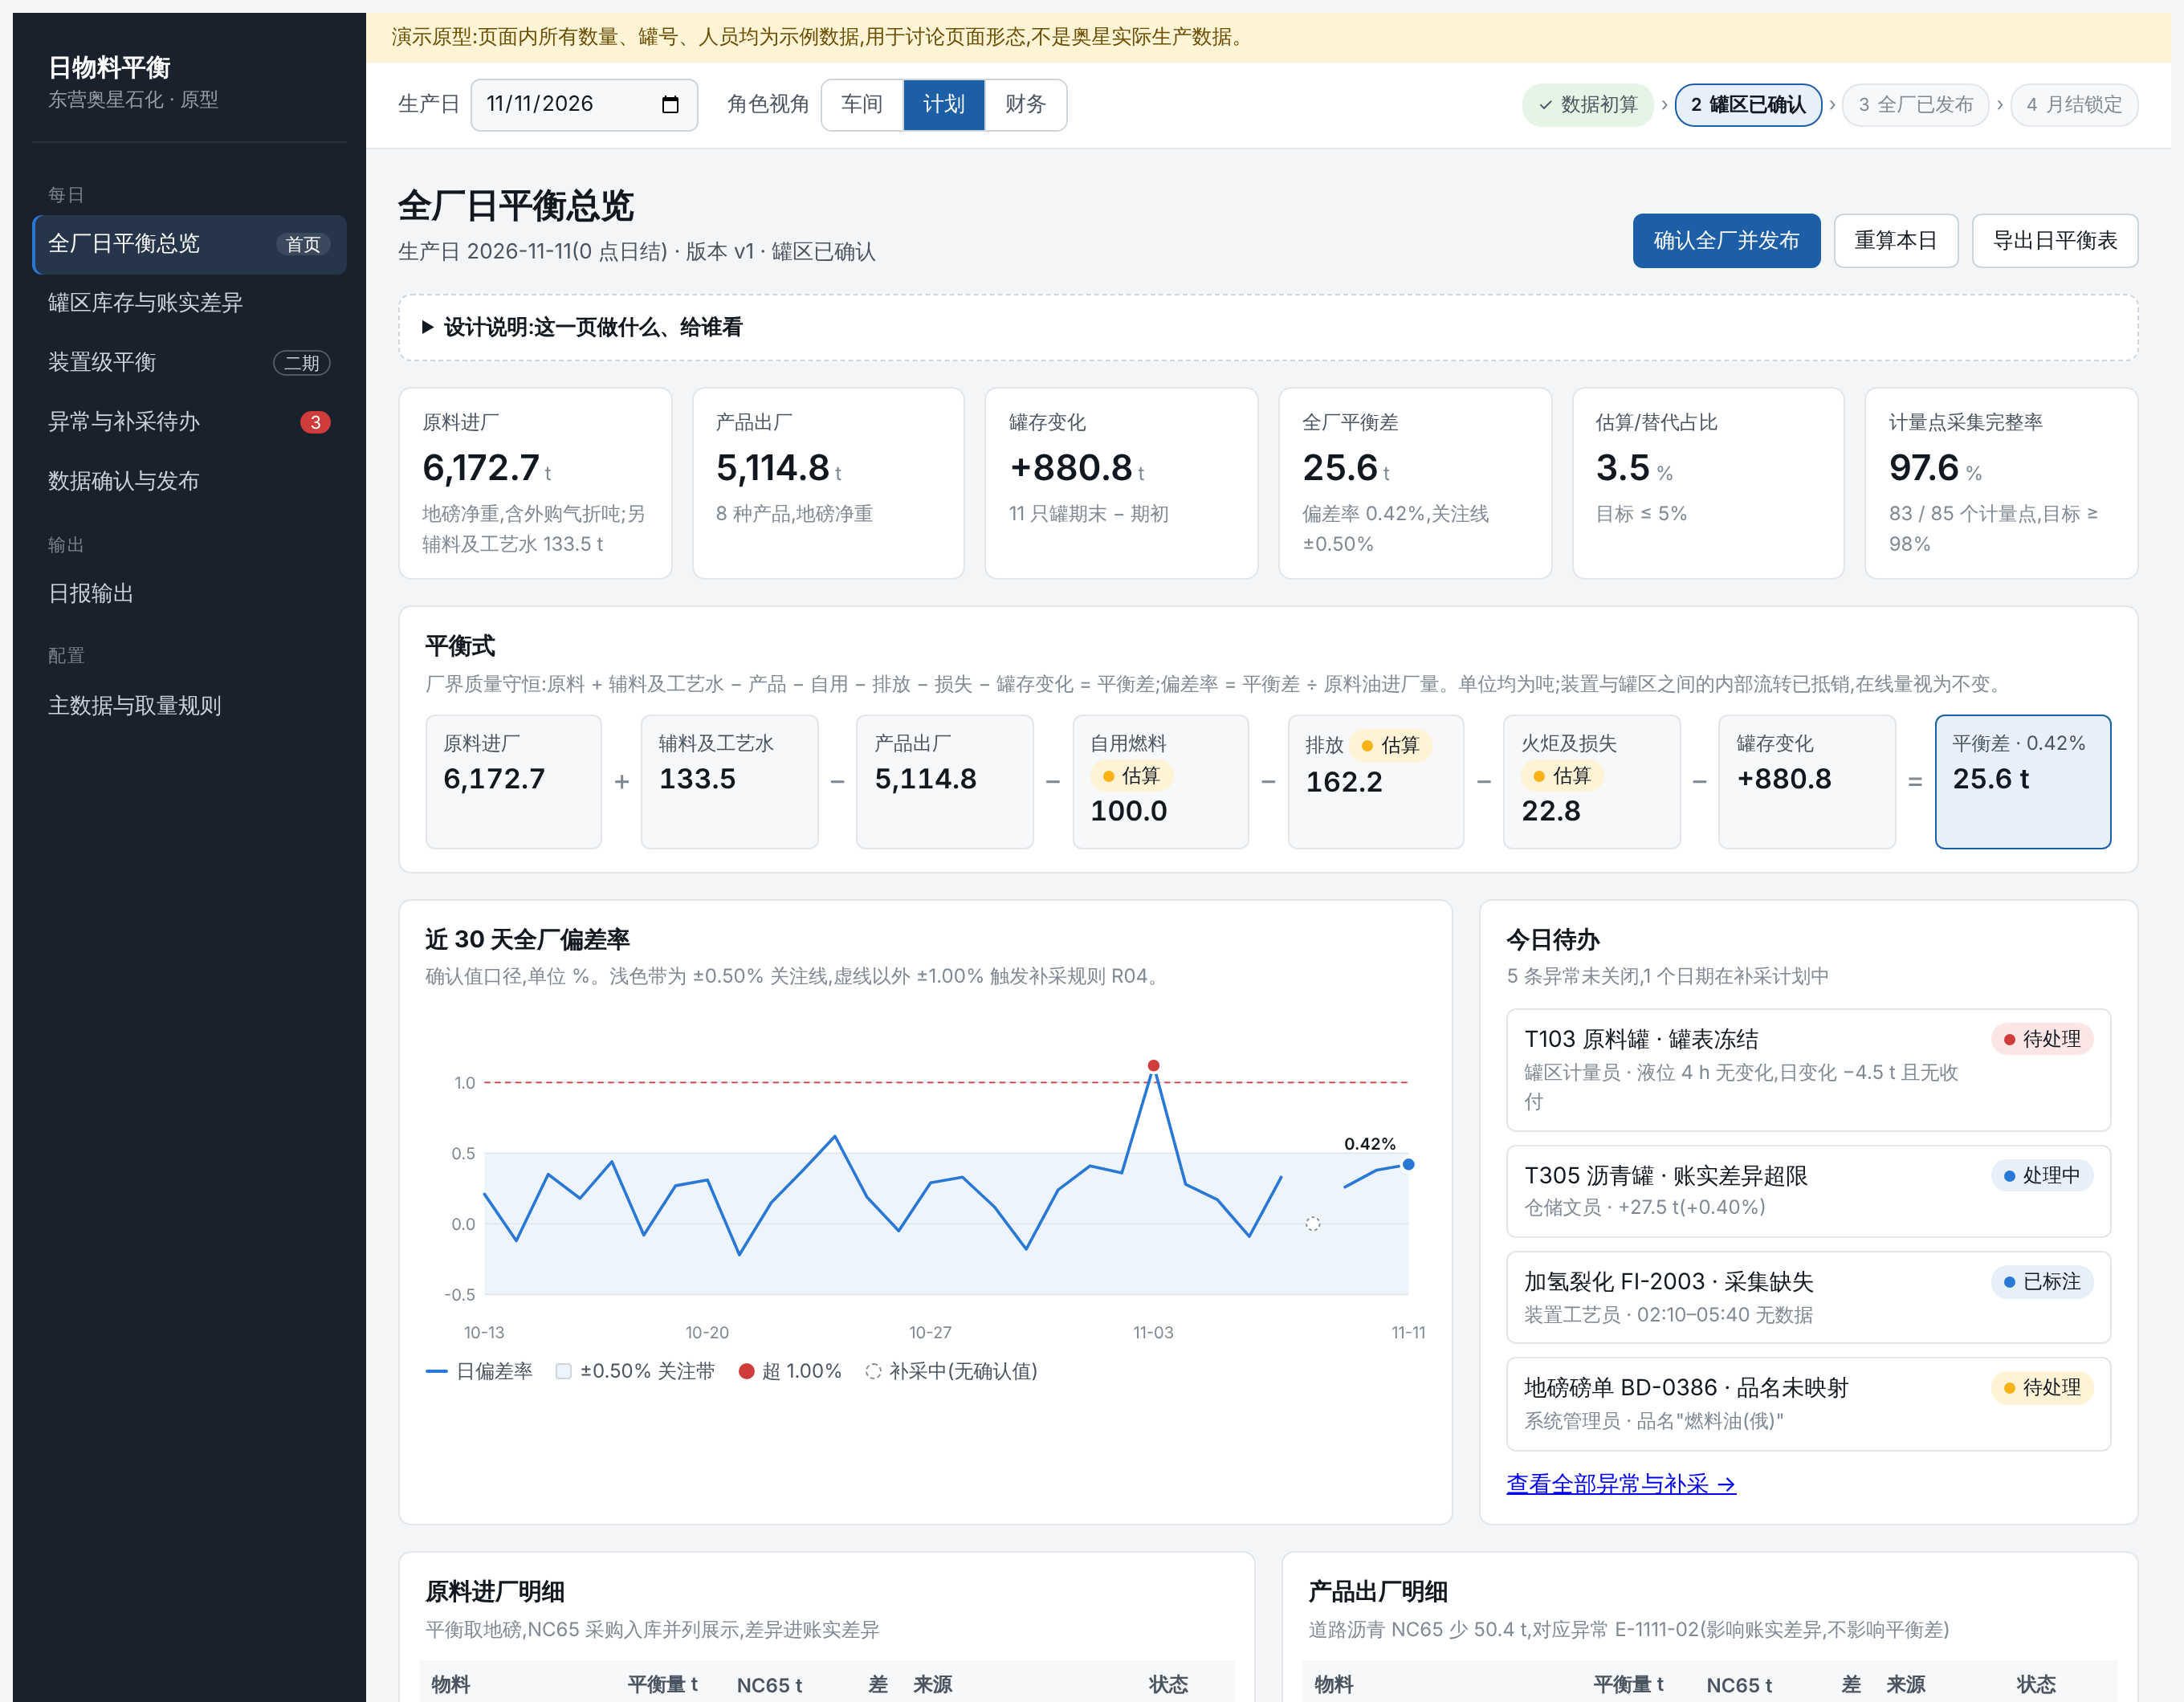 日物料平衡
东营奥星石化 · 原型
每日
全厂日平衡总览 首页
罐区库存与账实差异
装置级平衡 二期
异常与补采待办 3
数据确认与发布
输出
日报输出
配置
主数据与取量规则
演示原型:页面内所有数量、罐号、人员均为示例数据,用于讨论页面形态,不是奥星实际生产数据。
生产日 11/11/2026 角色视角 车间 计划 财务 ✓ 数据初算 › 2 罐区已确认 › 3 全厂已发布 › 4 月结锁定
全厂日平衡总览
生产日 2026-11-11(0 点日结) · 版本 v1 · 罐区已确认
确认全厂并发布 重算本日 导出日平衡表
▶ 设计说明:这一页做什么、给谁看
原料进厂
6,172.7 t
地磅净重,含外购气折吨;另
辅料及工艺水 133.5 t
产品出厂
5,114.8 t
8 种产品,地磅净重
罐存变化
+880.8 t
11 只罐期末 − 期初
全厂平衡差
25.6 t
偏差率 0.42%,关注线
±0.50%
估算/替代占比
3.5 %
目标 ≤ 5%
计量点采集完整率
97.6 %
83 / 85 个计量点,目标 ≥
98%
平衡式
厂界质量守恒:原料 + 辅料及工艺水 − 产品 − 自用 − 排放 − 损失 − 罐存变化 = 平衡差;偏差率 = 平衡差 ÷ 原料油进厂量。单位均为吨;装置与罐区之间的内部流转已抵销,在线量视为不变。
原料进厂
6,172.7
+
辅料及工艺水
133.5
−
产品出厂
5,114.8
−
自用燃料
估算
100.0
−
排放 估算
162.2
−
火炬及损失
估算
22.8
−
罐存变化
+880.8
=
平衡差 · 0.42%
25.6 t
近 30 天全厂偏差率
确认值口径,单位 %。浅色带为 ±0.50% 关注线,虚线以外 ±1.00% 触发补采规则 R04。
1.0
0.5
0.0
-0.5
0.42%
10-13 10-20 10-27 11-03 11-11
日偏差率 ±0.50% 关注带 超 1.00% 补采中(无确认值)
今日待办
5 条异常未关闭,1 个日期在补采计划中
T103 原料罐 · 罐表冻结 待处理
罐区计量员 · 液位 4 h 无变化,日变化 −4.5 t 且无收
付
T305 沥青罐 · 账实差异超限 处理中
仓储文员 · +27.5 t(+0.40%)
加氢裂化 FI-2003 · 采集缺失 已标注
装置工艺员 · 02:10–05:40 无数据
地磅磅单 BD-0386 · 品名未映射 待处理
系统管理员 · 品名"燃料油(俄)"
查看全部异常与补采 →
原料进厂明细
平衡取地磅,NC65 采购入库并列展示,差异进账实差异
物料 平衡量 t NC65 t 差 来源 状态
产品出厂明细
道路沥青 NC65 少 50.4 t,对应异常 E-1111-02(影响账实差异,不影响平衡差)
物料 平衡量 t NC65 t 差 来源 状态